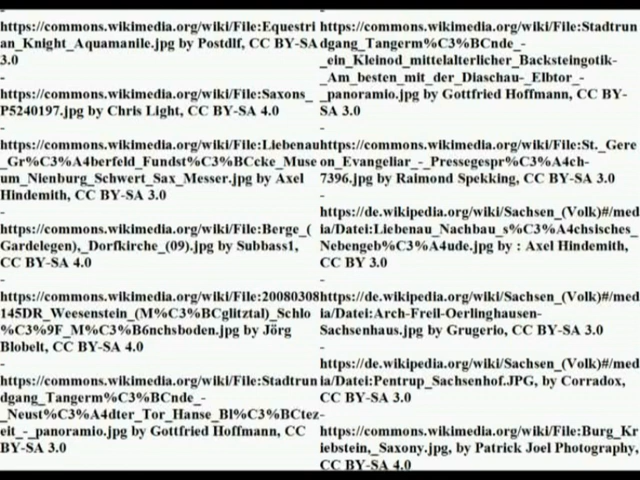 -
https://commons.wikimedia.org/wiki/File:Equestri
an_Knight_Aquamanile.jpg by Postdlf, CC BY-SA
3.0
-
https://commons.wikimedia.org/wiki/File:Saxons_
P5240197.jpg by Chris Light, CC BY-SA 4.0
-
https://commons.wikimedia.org/wiki/File:Liebenau
_Gr%C3%A4berfeld_Fundst%C3%BCcke_Muse
um_Nienburg_Schwert_Sax_Messer.jpg by Axel
Hindemith, CC BY-SA 3.0
-
https://commons.wikimedia.org/wiki/File:Berge_(
Gardelegen),_Dorfkirche_(09).jpg by Subbass1,
CC BY-SA 4.0
-
https://commons.wikimedia.org/wiki/File:20080308
145DR_Weesenstein_(M%C3%BCglitztal)_Schlo
%C3%9F_M%C3%B6nchsboden.jpg by Jörg
Blobelt, CC BY-SA 4.0
-
https://commons.wikimedia.org/wiki/File:Stadtrun
dgang_Tangerm%C3%BCnde_-
_Neust%C3%A4dter_Tor_Hanse_Bl%C3%BCtez-
eit_-_panoramio.jpg by Gottfried Hoffmann, CC
BY-SA 3.0
-
https://commons.wikimedia.org/wiki/File:Stadtrun
dgang_Tangerm%C3%BCnde_-
_ein_Kleinod_mittelalterlicher_Backsteingotik-
_Am_besten_mit_der_Diaschau-_Elbtor_-
_panoramio.jpg by Gottfried Hoffmann, CC BY-
SA 3.0
-
https://commons.wikimedia.org/wiki/File:St._Gere
on_Evangeliar_-_Pressegespr%C3%A4ch-
7396.jpg by Raimond Spekking, CC BY-SA 3.0
-
https://de.wikipedia.org/wiki/Sachsen_(Volk)#/med
ia/Datei:Liebenau_Nachbau_s%C3%A4chsisches_
Nebengeb%C3%A4ude.jpg by : Axel Hindemith,
CC BY 3.0
-
https://de.wikipedia.org/wiki/Sachsen_(Volk)#/med
ia/Datei:Arch-Freil-Oerlinghausen-
Sachsenhaus.jpg by Grugerio, CC BY-SA 3.0
-
https://de.wikipedia.org/wiki/Sachsen_(Volk)#/med
ia/Datei:Pentrup_Sachsenhof.JPG, by Corradox,
CC BY-SA 3.0
-
https://commons.wikimedia.org/wiki/File:Burg_Kr
iebstein,_Saxony.jpg, by Patrick Joel Photography,
CC BY-SA 4.0